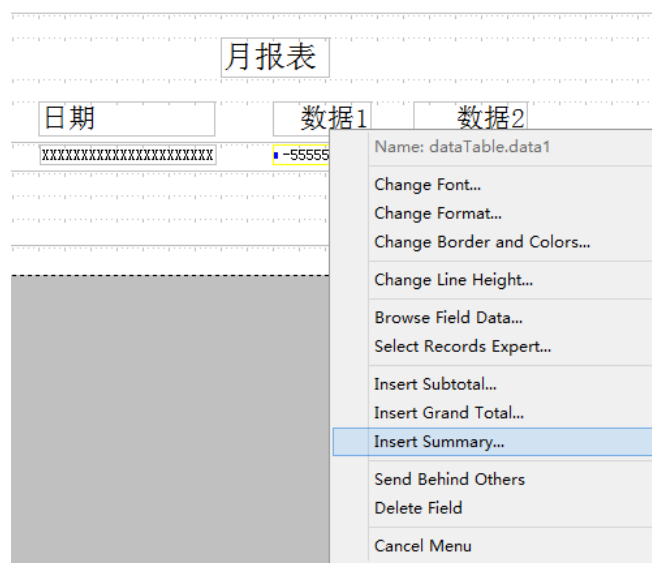 月报表
日期 数据1 数据2
XXXXXXXXXXXXXXXXXXXXXX -55555
Name: dataTable.data1
Change Font...
Change Format...
Change Border and Colors...
Change Line Height...
Browse Field Data...
Select Records Expert...
Insert Subtotal...
Insert Grand Total...
Insert Summary...
Send Behind Others
Delete Field
Cancel Menu